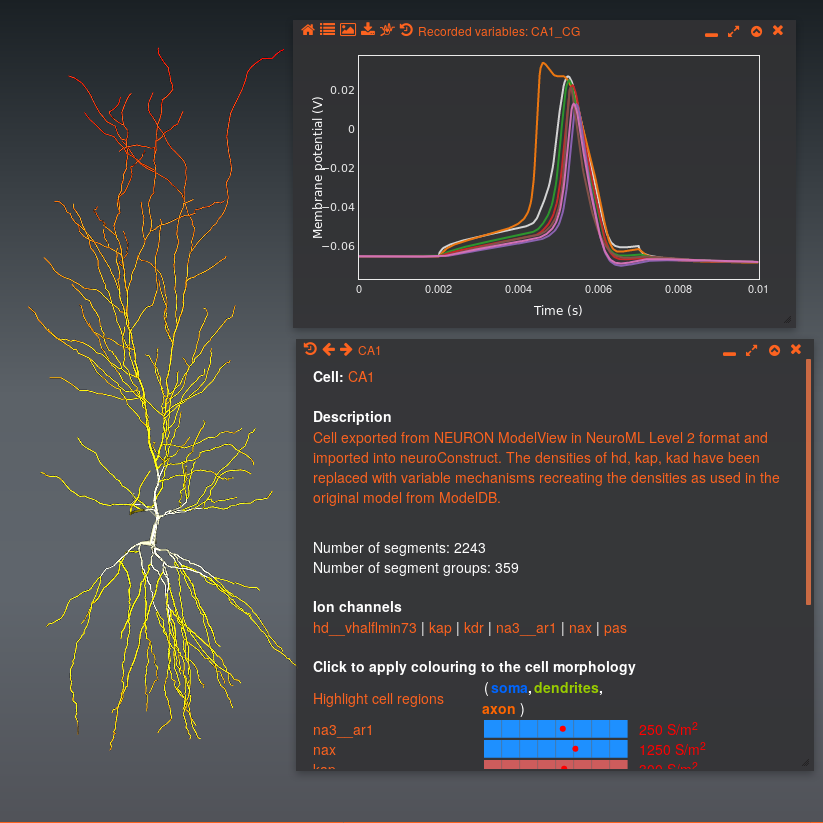 Recorded variables: CA1_CG
Membrane potential (V)
0.02
0
−0.02
−0.04
−0.06
0
0.002
0.004
0.006
0.008
0.01
Time (s)
CA1
Cell: CA1
Description
Cell exported from NEURON ModelView in NeuroML Level 2 format and
imported into neuroConstruct. The densities of hd, kap, kad have been
replaced with variable mechanisms recreating the densities as used in the
original model from ModelDB.
Number of segments: 2243
Number of segment groups: 359
Ion channels
hd__vhalflmin73 | kap | kdr | na3__ar1 | nax | pas
Click to apply colouring to the cell morphology
Highlight cell regions
(soma, dendrites,
axon )
na3__ar1 250 S/m²
nax 1250 S/m²
kap